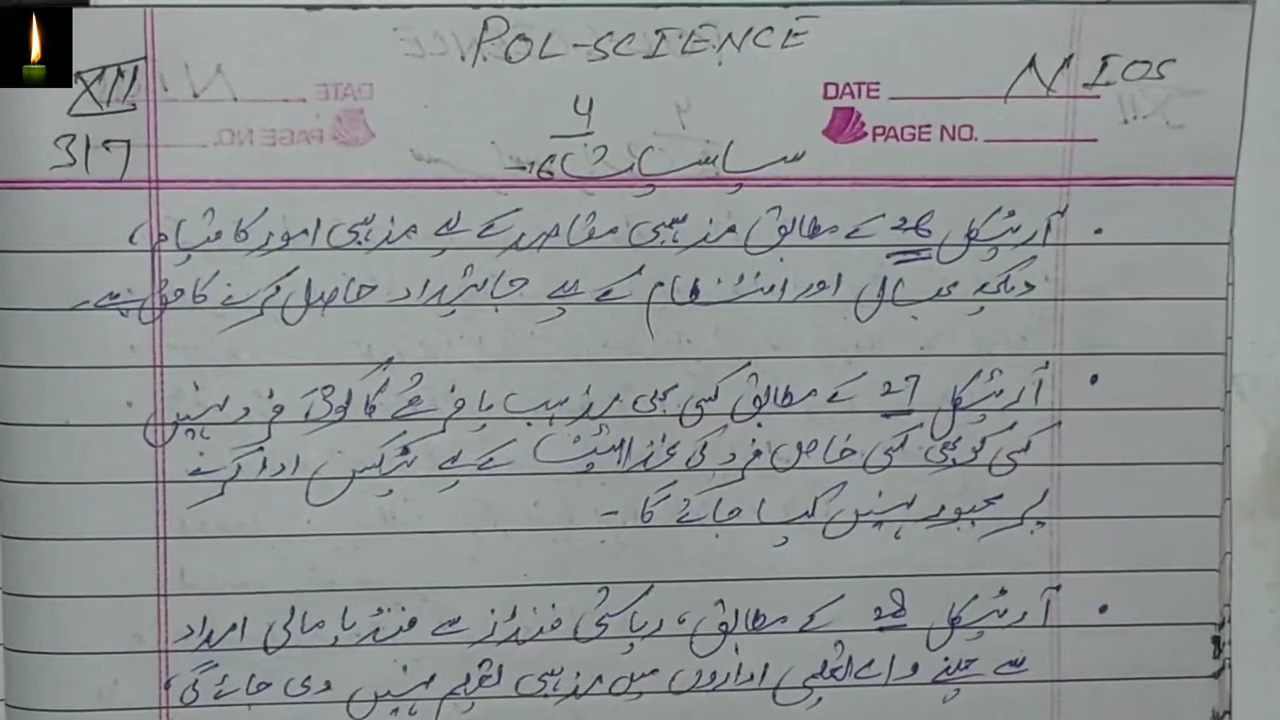 POL-SCIENCE
XII
NIOS
DATE
317
4
PAGE NO.
سیاسیات
آرٹیکل 26 کے مطابق مذہبی مقاصد کے لیے مذہبی امور کا قیام،
دیکھ بھال اور انتظام کے لیے جائیداد حاصل کرنے کا حق ہے۔
آرٹیکل 27 کے مطابق کسی بھی مذہب یا فرقے کا کوئی فرد نہیں
کسی کو بھی کسی خاص فرد کی کے لیے ٹیکس ادا کرنے
پر مجبور نہیں کیا جائے گا -
آرٹیکل 28 کے مطابق، ریاستی فنڈز سے فنڈ یا مالی امداد
سے چلنے والے تعلیمی اداروں میں مذہبی تعلیم نہیں دی جائے گی،